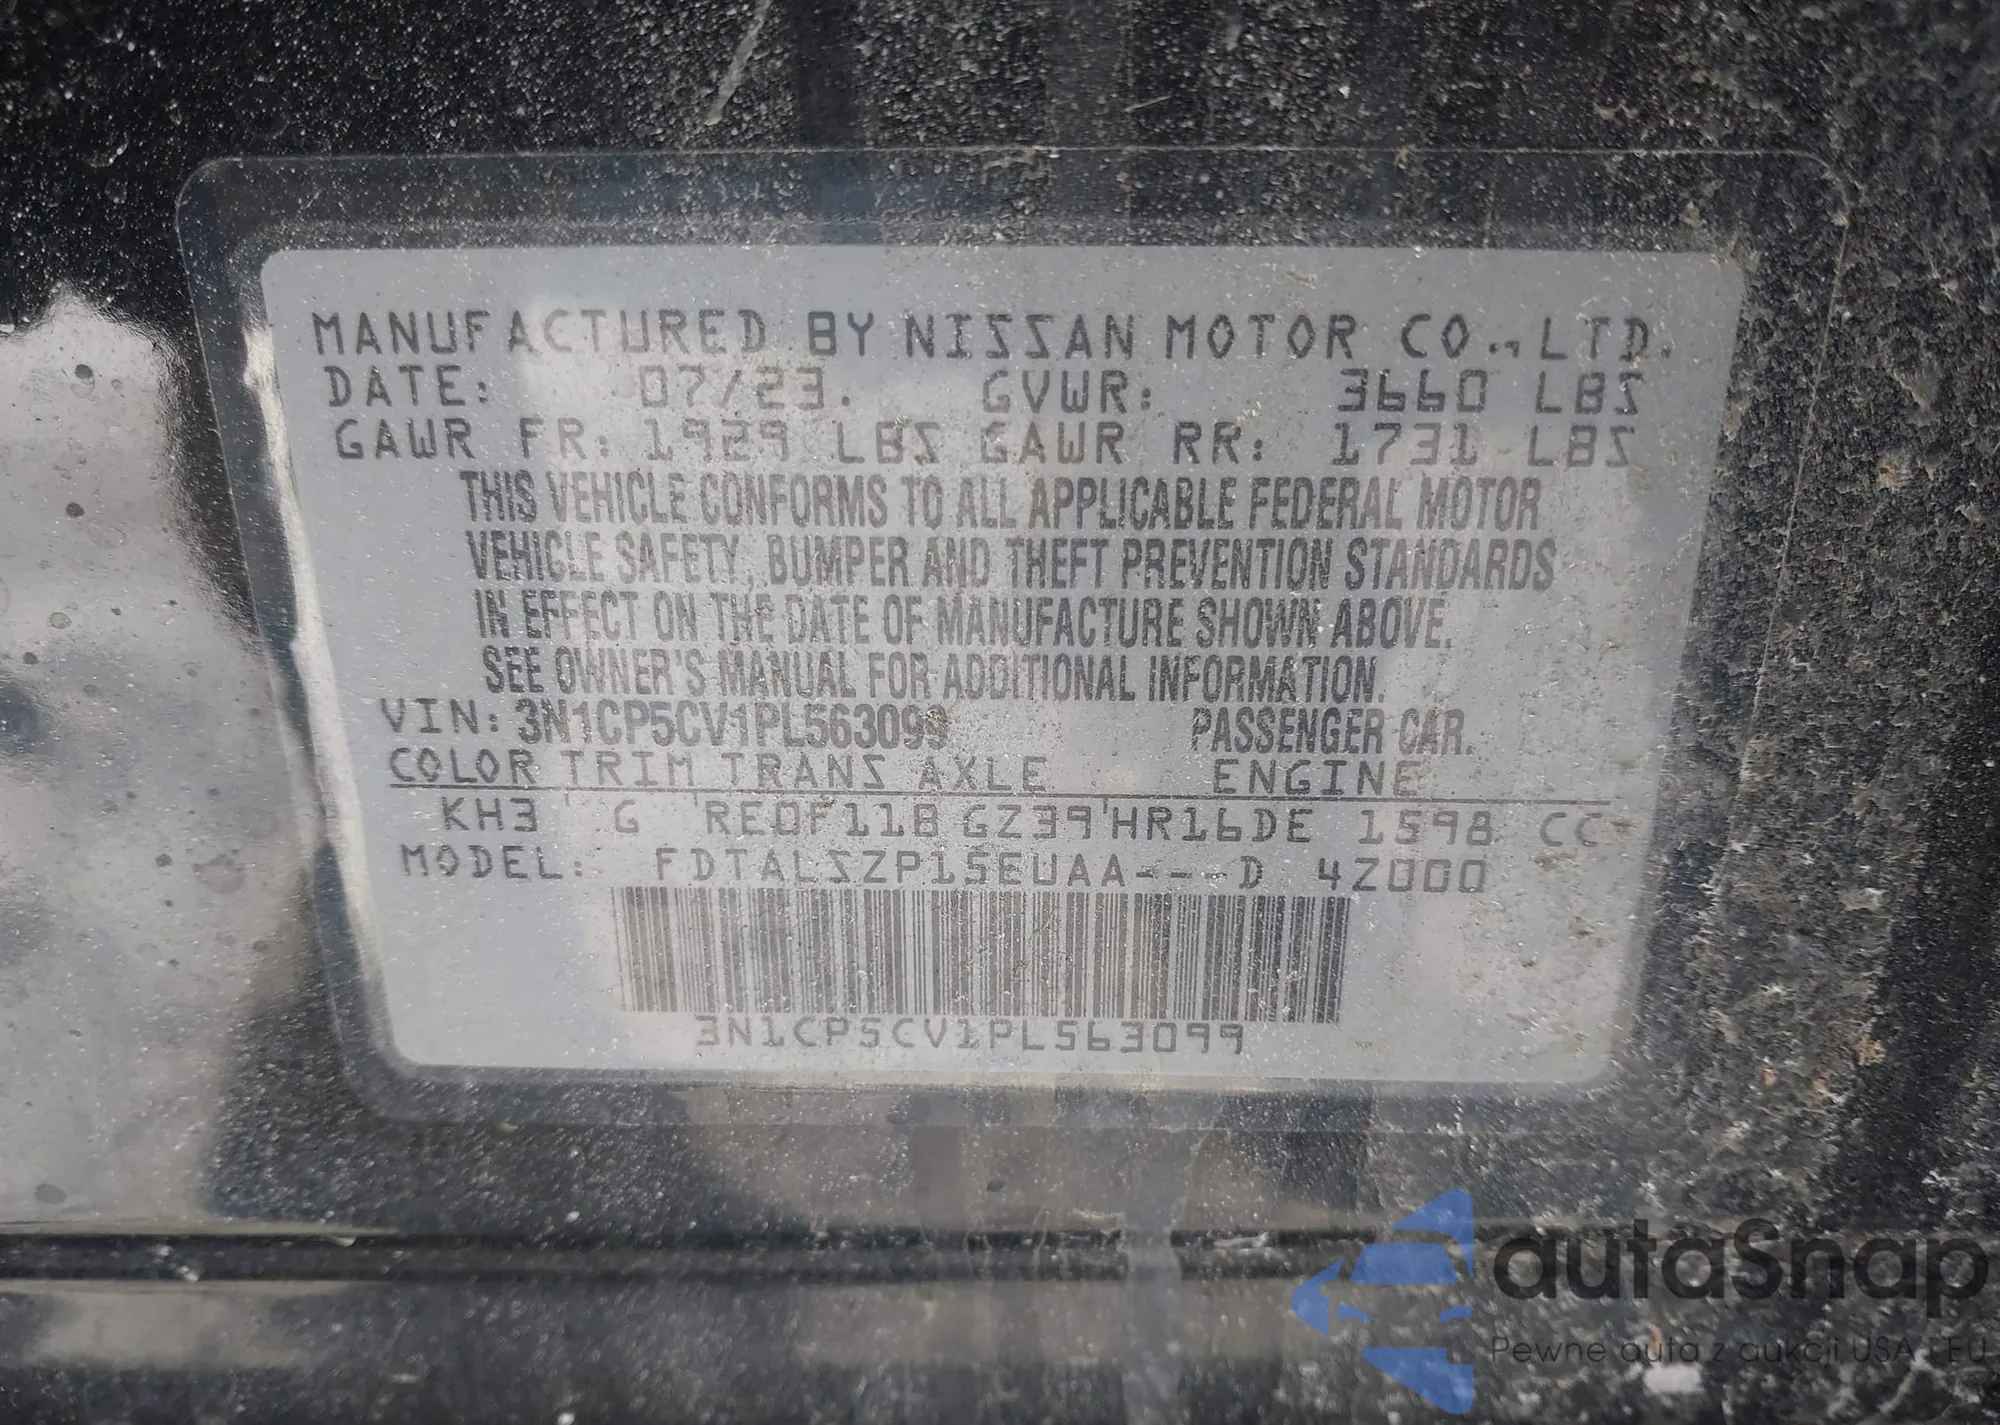 MANUFACTURED BY NISSAN MOTOR CO., LTD.
DATE: 07/23. GVWR: 3660 LBS
GAWR FR: 1929 LBS GAWR RR: 1731 LBS
THIS VEHICLE CONFORMS TO ALL APPLICABLE FEDERAL MOTOR
VEHICLE SAFETY, BUMPER AND THEFT PREVENTION STANDARDS
IN EFFECT ON THE DATE OF MANUFACTURE SHOWN ABOVE.
SEE OWNER'S MANUAL FOR ADDITIONAL INFORMATION.
VIN: 3N1CP5CV1PL563099 PASSENGER CAR.
COLOR TRIM TRANS AXLE ENGINE
KH3 G RE0F11B GZ39 HR16DE 1598 CC
MODEL: FDTALSZP15EUAA---D 4Z000
3N1CP5CV1PL563099
autaSnap
Pewne auta z aukcji USA i EU